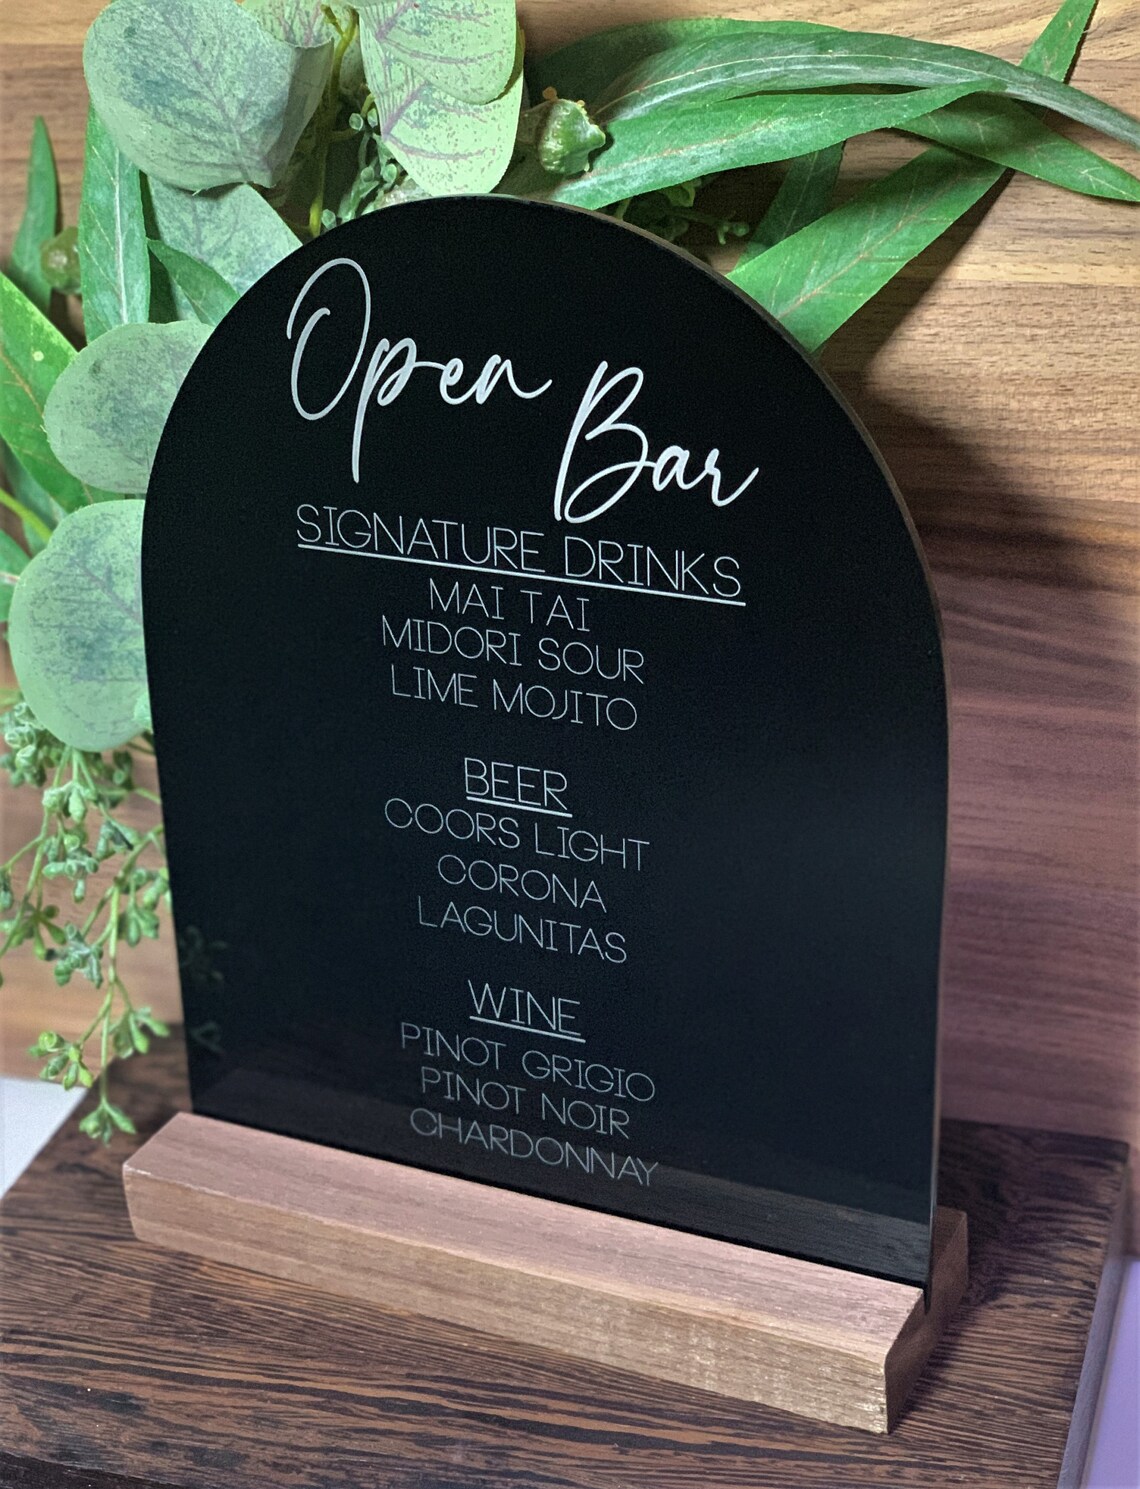 Open Bar
SIGNATURE DRINKS
MAI TAI
MIDORI SOUR
LIME MOJITO
BEER
COORS LIGHT
CORONA
LAGUNITAS
WINE
PINOT GRIGIO
PINOT NOIR
CHARDONNAY